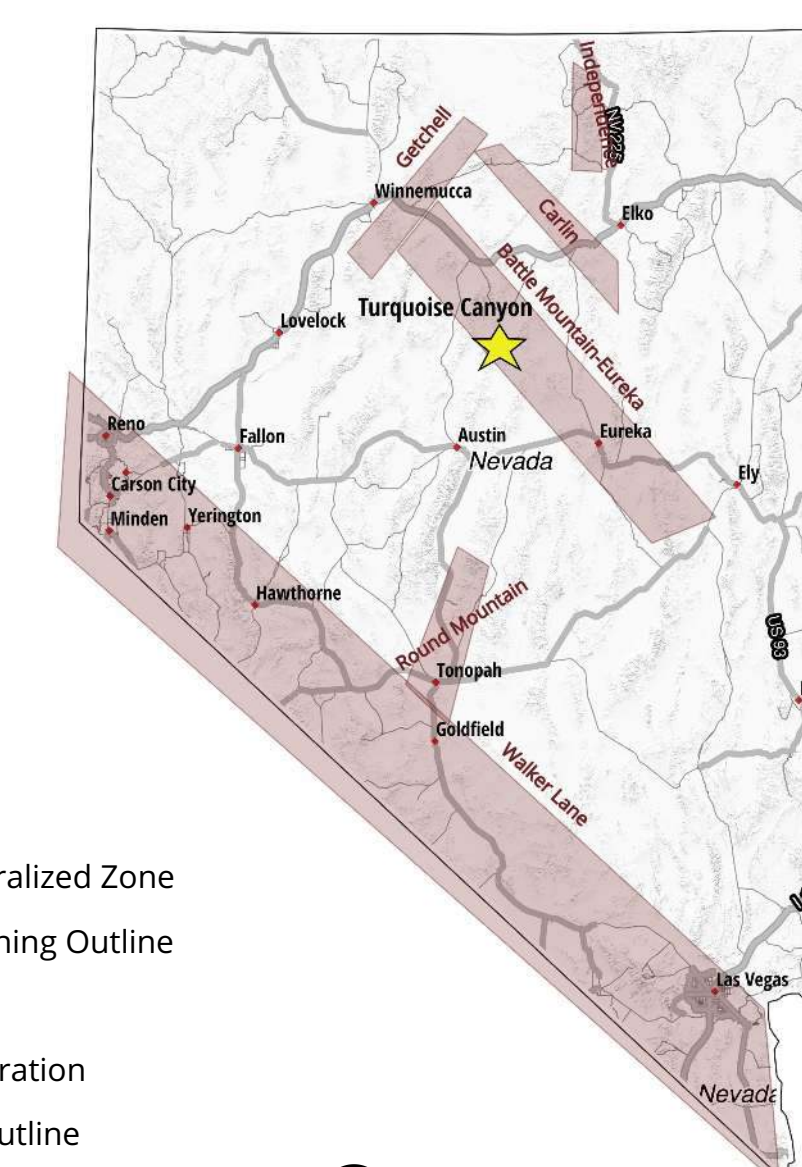 Independence
NV 225
Getchell
Winnemucca
Carlin
Elko
Battle Mountain-Eureka
Turquoise Canyon
Lovelock
Reno
Fallon
Austin
Eureka
Nevada
Ely
Carson City
Minden
Yerington
Hawthorne
Round Mountain
US 93
Tonopah
Goldfield
Walker Lane
ralized Zone
ning Outline
Las Vegas
ration
Nevada
utline